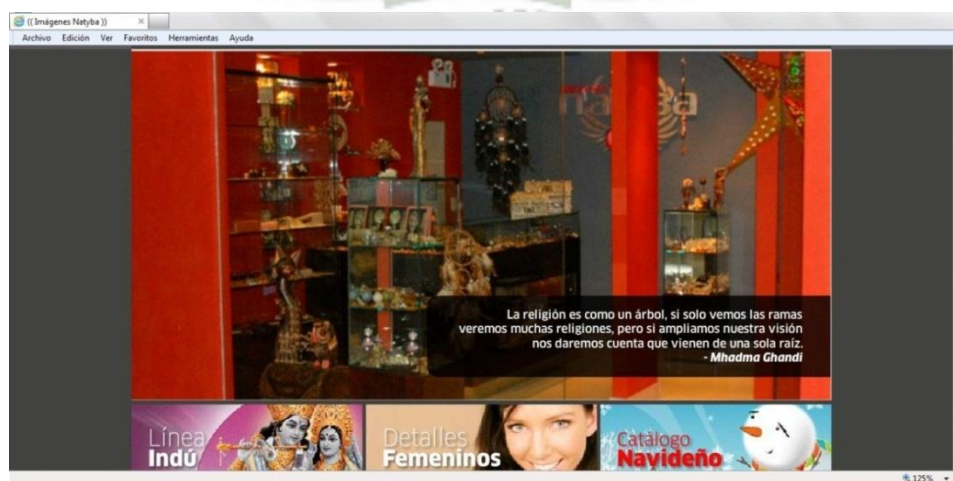 (( Imágenes Natyba ))
Archivo Edición Ver Favoritos Herramientas Ayuda
La religión es como un árbol, si solo vemos las ramas
veremos muchas religiones, pero si ampliamos nuestra visión
nos daremos cuenta que vienen de una sola raíz.
- Mhadma Ghandi
Línea
Indú
Detalles
Femeninos
Catálogo
Navideño
125%